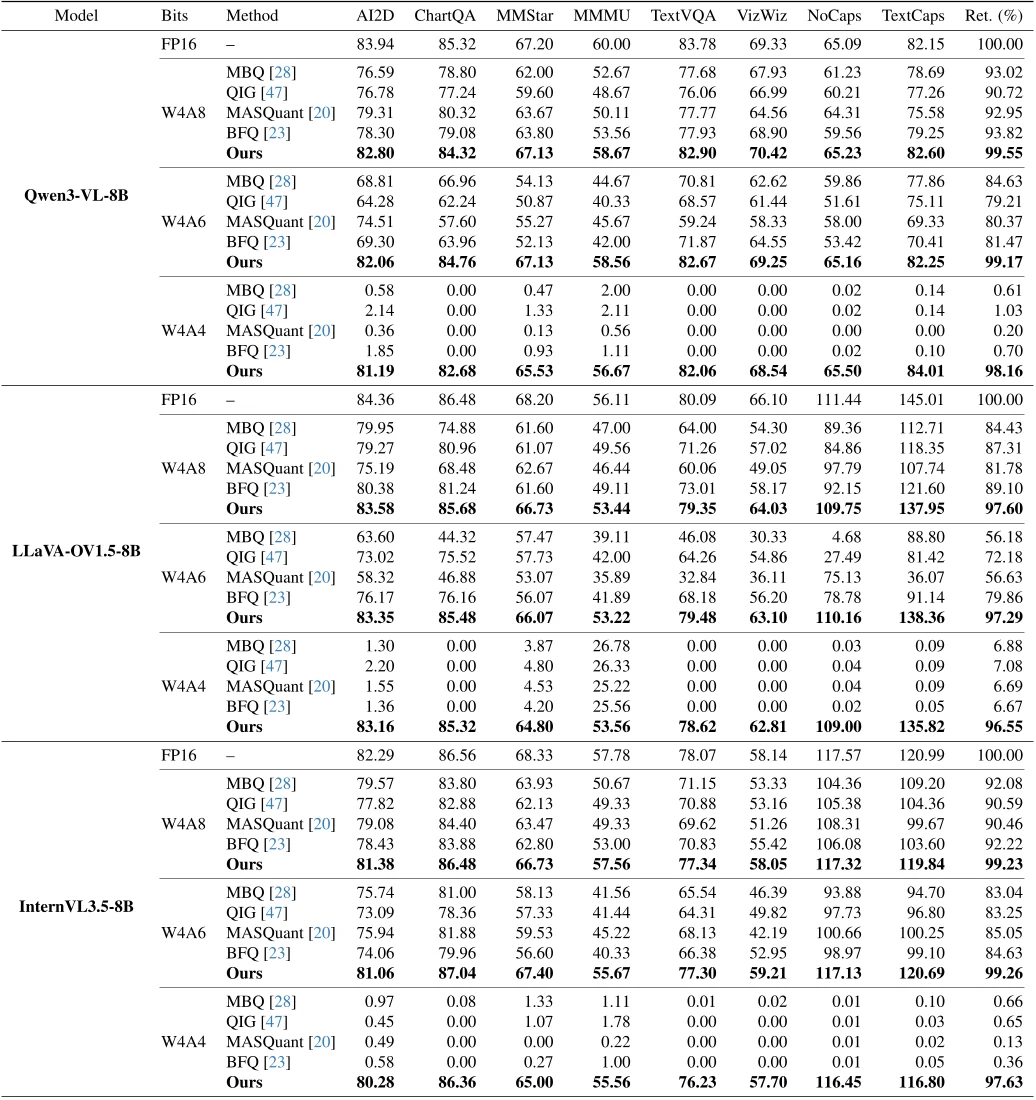 Model Bits Method AI2D ChartQA MMStar MMMU TextVQA VizWiz NoCaps TextCaps Ret. (%)
FP16 – 83.94 85.32 67.20 60.00 83.78 69.33 65.09 82.15 100.00
MBQ [28] 76.59 78.80 62.00 52.67 77.68 67.93 61.23 78.69 93.02
QIG [47] 76.78 77.24 59.60 48.67 76.06 66.99 60.21 77.26 90.72
W4A8 MASQuant [20] 79.31 80.32 63.67 50.11 77.77 64.56 64.31 75.58 92.95
BFQ [23] 78.30 79.08 63.80 53.56 77.93 68.90 59.56 79.25 93.82
Ours 82.80 84.32 67.13 58.67 82.90 70.42 65.23 82.60 99.55
MBQ [28] 68.81 66.96 54.13 44.67 70.81 62.62 59.86 77.86 84.63
Qwen3-VL-8B
QIG [47] 64.28 62.24 50.87 40.33 68.57 61.44 51.61 75.11 79.21
W4A6 MASQuant [20] 74.51 57.60 55.27 45.67 59.24 58.33 58.00 69.33 80.37
BFQ [23] 69.30 63.96 52.13 42.00 71.87 64.55 53.42 70.41 81.47
Ours 82.06 84.76 67.13 58.56 82.67 69.25 65.16 82.25 99.17
MBQ [28] 0.58 0.00 0.47 2.00 0.00 0.00 0.02 0.14 0.61
QIG [47] 2.14 0.00 1.33 2.11 0.00 0.00 0.02 0.14 1.03
W4A4 MASQuant [20] 0.36 0.00 0.13 0.56 0.00 0.00 0.00 0.00 0.20
BFQ [23] 1.85 0.00 0.93 1.11 0.00 0.00 0.02 0.10 0.70
Ours 81.19 82.68 65.53 56.67 82.06 68.54 65.50 84.01 98.16
FP16 – 84.36 86.48 68.20 56.11 80.09 66.10 111.44 145.01 100.00
MBQ [28] 79.95 74.88 61.60 47.00 64.00 54.30 89.36 112.71 84.43
QIG [47] 79.27 80.96 61.07 49.56 71.26 57.02 84.86 118.35 87.31
W4A8 MASQuant [20] 75.19 68.48 62.67 46.44 60.06 49.05 97.79 107.74 81.78
BFQ [23] 80.38 81.24 61.60 49.11 73.01 58.17 92.15 121.60 89.10
Ours 83.58 85.68 66.73 53.44 79.35 64.03 109.75 137.95 97.60
MBQ [28] 63.60 44.32 57.47 39.11 46.08 30.33 4.68 88.80 56.18
LLaVA-OV1.5-8B
QIG [47] 73.02 75.52 57.73 42.00 64.26 54.86 27.49 81.42 72.18
W4A6 MASQuant [20] 58.32 46.88 53.07 35.89 32.84 36.11 75.13 36.07 56.63
BFQ [23] 76.17 76.16 56.07 41.89 68.18 56.20 78.78 91.14 79.86
Ours 83.35 85.48 66.07 53.22 79.48 63.10 110.16 138.36 97.29
MBQ [28] 1.30 0.00 3.87 26.78 0.00 0.00 0.03 0.09 6.88
QIG [47] 2.20 0.00 4.80 26.33 0.00 0.00 0.04 0.09 7.08
W4A4 MASQuant [20] 1.55 0.00 4.53 25.22 0.00 0.00 0.04 0.09 6.69
BFQ [23] 1.36 0.00 4.20 25.56 0.00 0.00 0.02 0.05 6.67
Ours 83.16 85.32 64.80 53.56 78.62 62.81 109.00 135.82 96.55
FP16 – 82.29 86.56 68.33 57.78 78.07 58.14 117.57 120.99 100.00
MBQ [28] 79.57 83.80 63.93 50.67 71.15 53.33 104.36 109.20 92.08
QIG [47] 77.82 82.88 62.13 49.33 70.88 53.16 105.38 104.36 90.59
W4A8 MASQuant [20] 79.08 84.40 63.47 49.33 69.62 51.26 108.31 99.67 90.46
BFQ [23] 78.43 83.88 62.80 53.00 70.83 55.42 106.08 103.60 92.22
Ours 81.38 86.48 66.73 57.56 77.34 58.05 117.32 119.84 99.23
MBQ [28] 75.74 81.00 58.13 41.56 65.54 46.39 93.88 94.70 83.04
InternVL3.5-8B
QIG [47] 73.09 78.36 57.33 41.44 64.31 49.82 97.73 96.80 83.25
W4A6 MASQuant [20] 75.94 81.88 59.53 45.22 68.13 42.19 100.66 100.25 85.05
BFQ [23] 74.06 79.96 56.60 40.33 66.38 52.95 98.97 99.10 84.63
Ours 81.06 87.04 67.40 55.67 77.30 59.21 117.13 120.69 99.26
MBQ [28] 0.97 0.08 1.33 1.11 0.01 0.02 0.01 0.10 0.66
QIG [47] 0.45 0.00 1.07 1.78 0.00 0.00 0.01 0.03 0.65
W4A4 MASQuant [20] 0.49 0.00 0.00 0.22 0.00 0.00 0.01 0.02 0.13
BFQ [23] 0.58 0.00 0.27 1.00 0.00 0.00 0.01 0.05 0.36
Ours 80.28 86.36 65.00 55.56 76.23 57.70 116.45 116.80 97.63